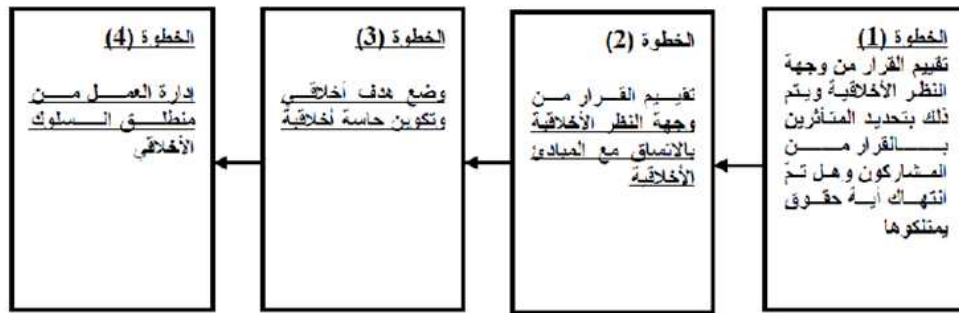 الخطوة (1)
تقييم القرار من وجهة
النظر الأخلاقية ويتم
ذلك بتحديد المتأثرين
بالقرار من
المشاركون وهل تمّ
انتهاك أية حقوق
يمتلكوها
الخطوة (2)
تقييم القرار من
وجهة النظر الأخلاقية
بالاتساق مع المبادئ
الأخلاقية
الخطوة (3)
وضع هدف أخلاقي
وتكوين حاسة أخلاقية
الخطوة (4)
إدارة العمل من
منطلق السلوك
الأخلاقي